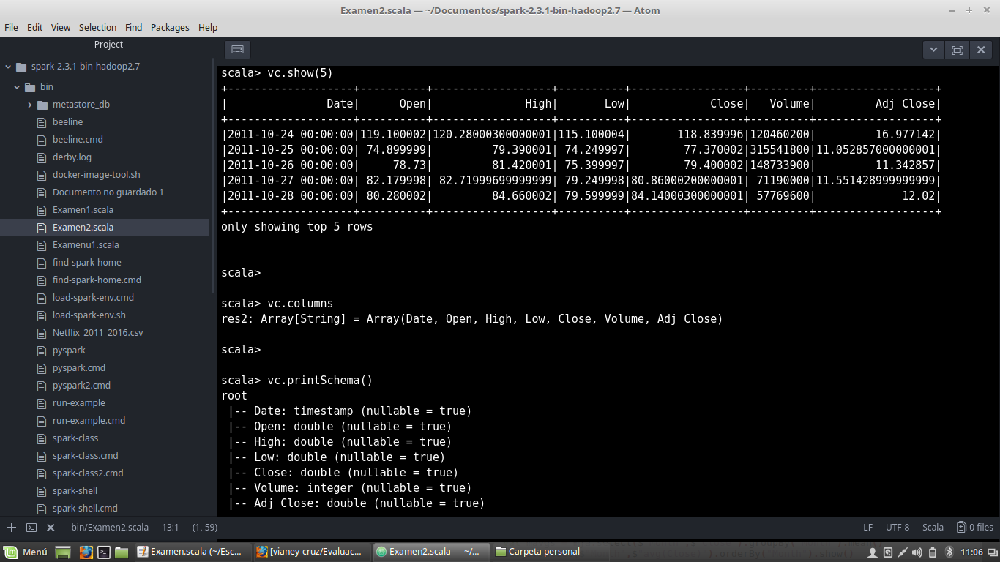 Examen2.scala — ~/Documentos/spark-2.3.1-bin-hadoop2.7 — Atom
File Edit View Selection Find Packages Help
Project
spark-2.3.1-bin-hadoop2.7
bin
metastore_db
beeline
beeline.cmd
derby.log
docker-image-tool.sh
Documento no guardado 1
Examen1.scala
Examen2.scala
Examenu1.scala
find-spark-home
find-spark-home.cmd
load-spark-env.cmd
load-spark-env.sh
Netflix_2011_2016.csv
pyspark
pyspark.cmd
pyspark2.cmd
run-example
run-example.cmd
spark-class
spark-class.cmd
spark-class2.cmd
spark-shell
spark-shell.cmd
scala> vc.show(5)
+-------------------+----------+------------------+----------+-----------------+---------+------------------+
|               Date|      Open|              High|       Low|            Close|   Volume|         Adj Close|
+-------------------+----------+------------------+----------+-----------------+---------+------------------+
|2011-10-24 00:00:00|119.100002|120.28000300000001|115.100004|       118.839996|120460200|         16.977142|
|2011-10-25 00:00:00| 74.899999|         79.390001| 74.249997|        77.370002|315541800|11.052857000000001|
|2011-10-26 00:00:00|     78.73|         81.420001| 75.399997|        79.400002|148733900|         11.342857|
|2011-10-27 00:00:00| 82.179998| 82.71999699999999| 79.249998|80.86000200000001| 71190000|11.551428999999999|
|2011-10-28 00:00:00| 80.280002|         84.660002| 79.599999|84.14000300000001| 57769600|             12.02|
+-------------------+----------+------------------+----------+-----------------+---------+------------------+
only showing top 5 rows
scala>
scala> vc.columns
res2: Array[String] = Array(Date, Open, High, Low, Close, Volume, Adj Close)
scala>
scala> vc.printSchema()
root
|-- Date: timestamp (nullable = true)
|-- Open: double (nullable = true)
|-- High: double (nullable = true)
|-- Low: double (nullable = true)
|-- Close: double (nullable = true)
|-- Volume: integer (nullable = true)
|-- Adj Close: double (nullable = true)
bin/Examen2.scala 13:1 (1, 59) LF UTF-8 Scala 0 files
Menú Examen.scala (~/Esc... [vianey-cruz/Evaluac... Examen2.scala — ~/... Carpeta personal 11:06